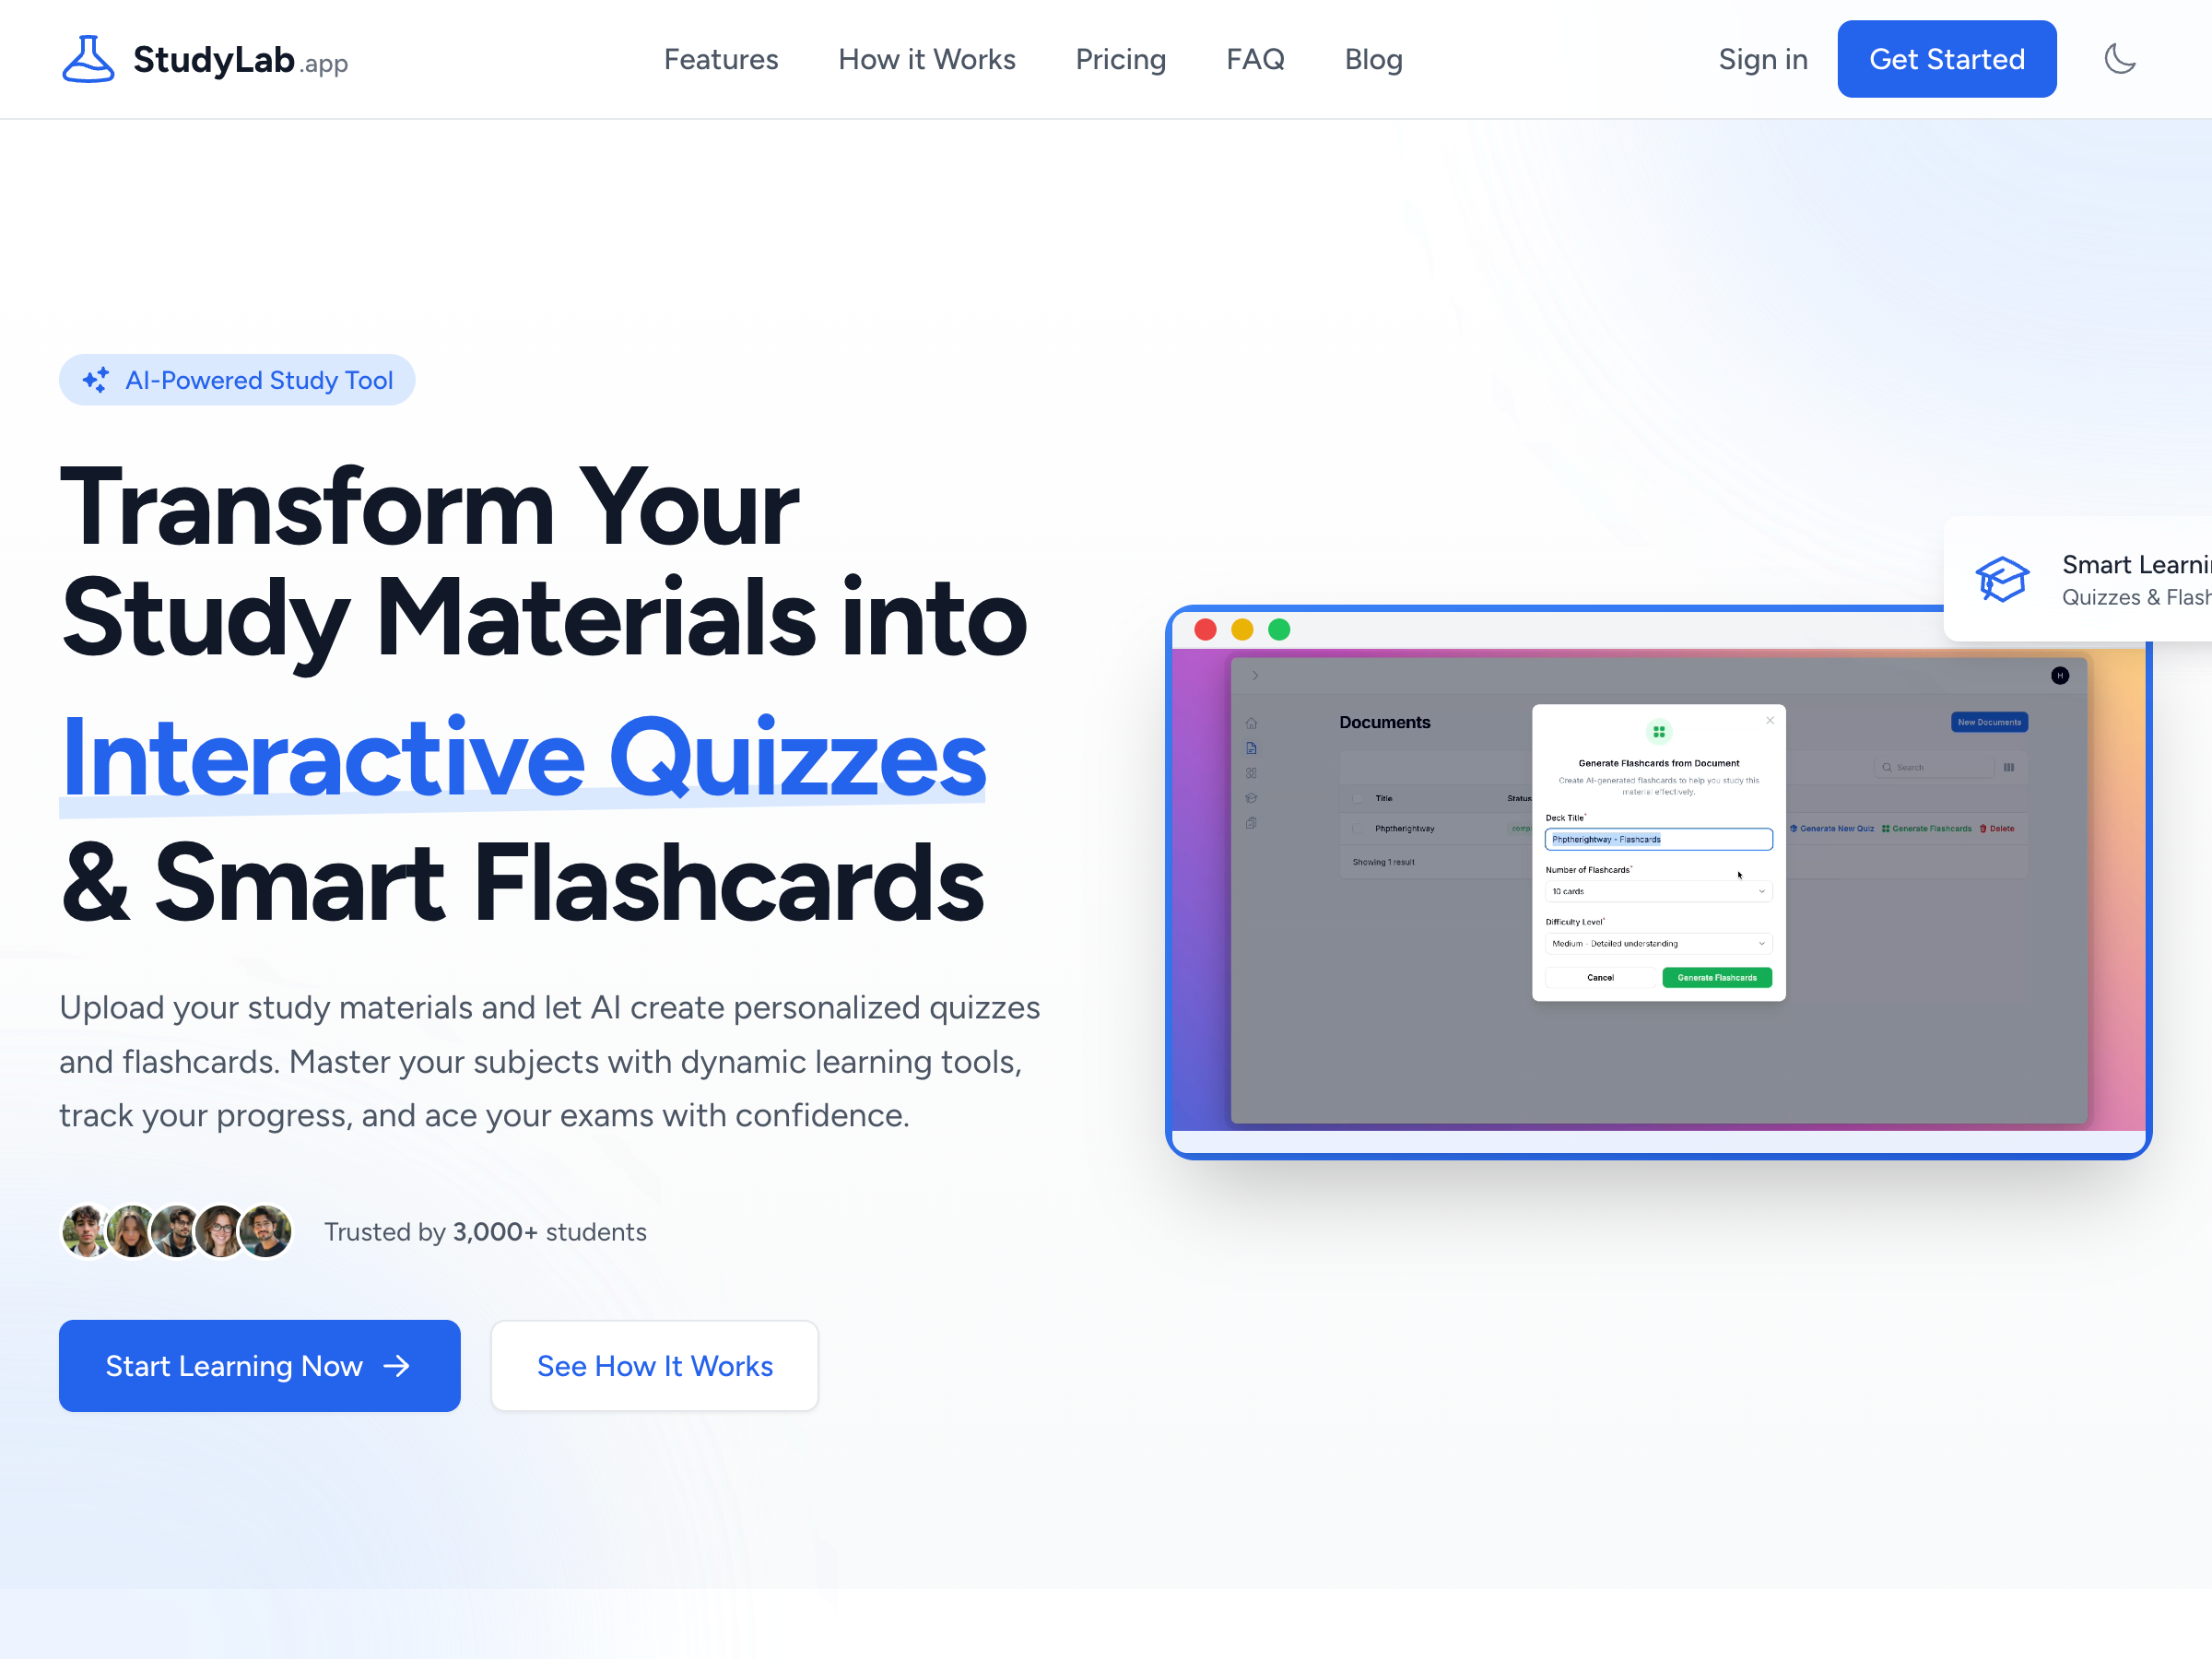 StudyLab.app
Features
How it Works
Pricing
FAQ
Blog
Sign in
Get Started
AI-Powered Study Tool
Transform Your
Study Materials into
Interactive Quizzes
& Smart Flashcards
Upload your study materials and let AI create personalized quizzes
and flashcards. Master your subjects with dynamic learning tools,
track your progress, and ace your exams with confidence.
Trusted by 3,000+ students
Start Learning Now
See How It Works
Smart Learni
Quizzes & Flash
H
Documents
New Documents
Search
Title
Status
Phptherightway
comp
Generate New Quiz
Generate Flashcards
Delete
Showing 1 result
Generate Flashcards from Document
Create AI-generated flashcards to help you study this
material effectively.
Deck Title*
Phptherightway - Flashcards
Number of Flashcards*
10 cards
Difficulty Level*
Medium - Detailed understanding
Cancel
Generate Flashcards